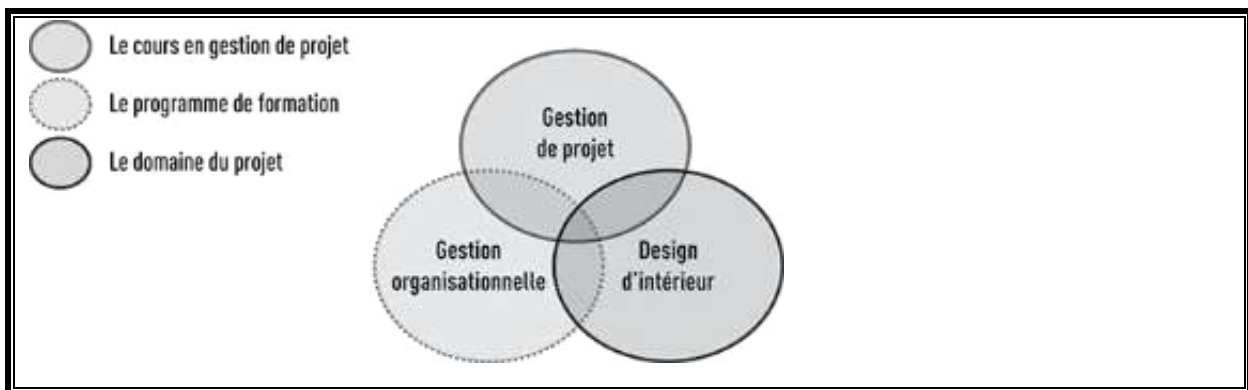 Le cours en gestion de projet
Le programme de formation
Le domaine du projet
Gestion
de projet
Gestion
organisationnelle
Design
d'intérieur